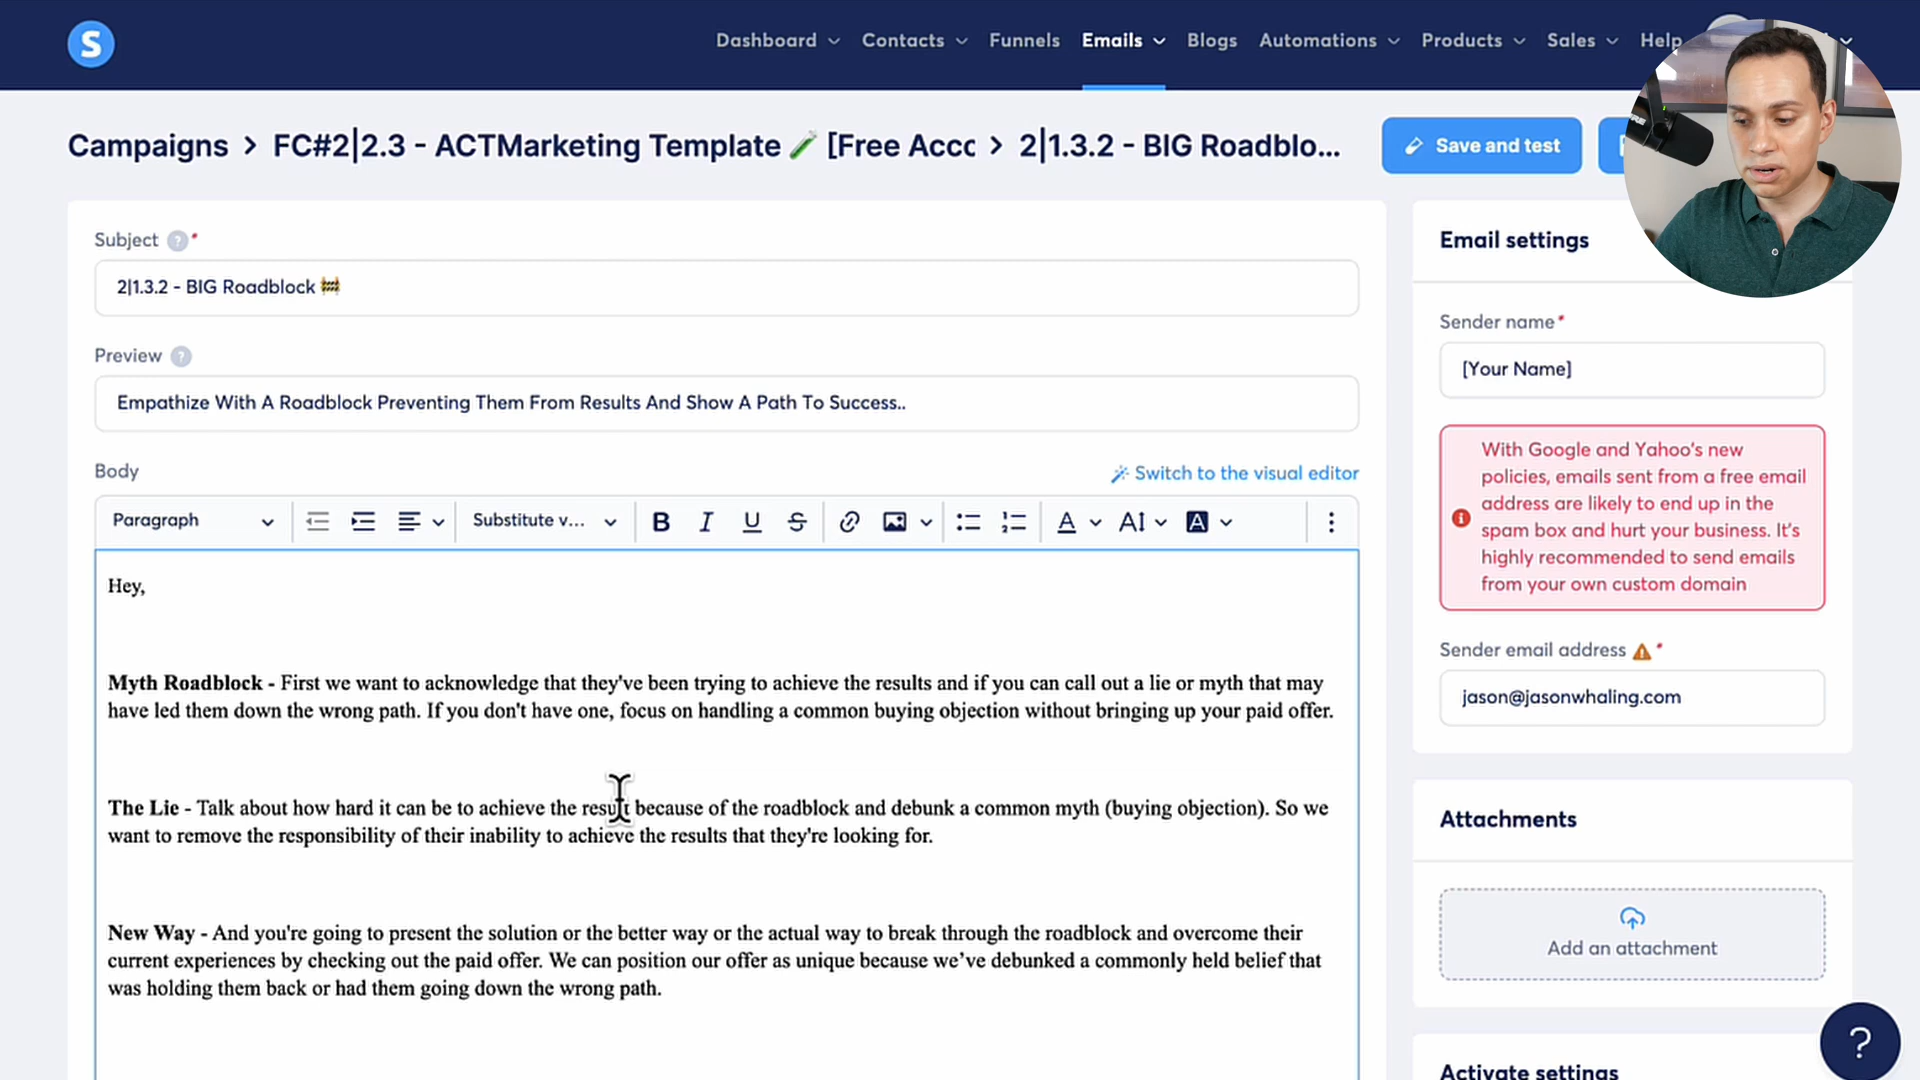 S
Dashboard Contacts Funnels Emails Blogs Automations Products Sales Help
Campaigns > FC#2|2.3 - ACTMarketing Template [Free Acco > 2|1.3.2 - BIG Roadblo...
Save and test
Subject ? *
2|1.3.2 - BIG Roadblock 🚧
Preview ?
Empathize With A Roadblock Preventing Them From Results And Show A Path To Success..
Body
Switch to the visual editor
Paragraph
Substitute v...
B I U S A AI A
Hey,
Myth Roadblock - First we want to acknowledge that they've been trying to achieve the results and if you can call out a lie or myth that may
have led them down the wrong path. If you don't have one, focus on handling a common buying objection without bringing up your paid offer.
The Lie - Talk about how hard it can be to achieve the result because of the roadblock and debunk a common myth (buying objection). So we
want to remove the responsibility of their inability to achieve the results that they're looking for.
New Way - And you're going to present the solution or the better way or the actual way to break through the roadblock and overcome their
current experiences by checking out the paid offer. We can position our offer as unique because we've debunked a commonly held belief that
was holding them back or had them going down the wrong path.
Email settings
Sender name*
[Your Name]
With Google and Yahoo's new
policies, emails sent from a free email
address are likely to end up in the
spam box and hurt your business. It's
highly recommended to send emails
from your own custom domain
Sender email address *
jason@jasonwhaling.com
Attachments
Add an attachment
Activate settings
?